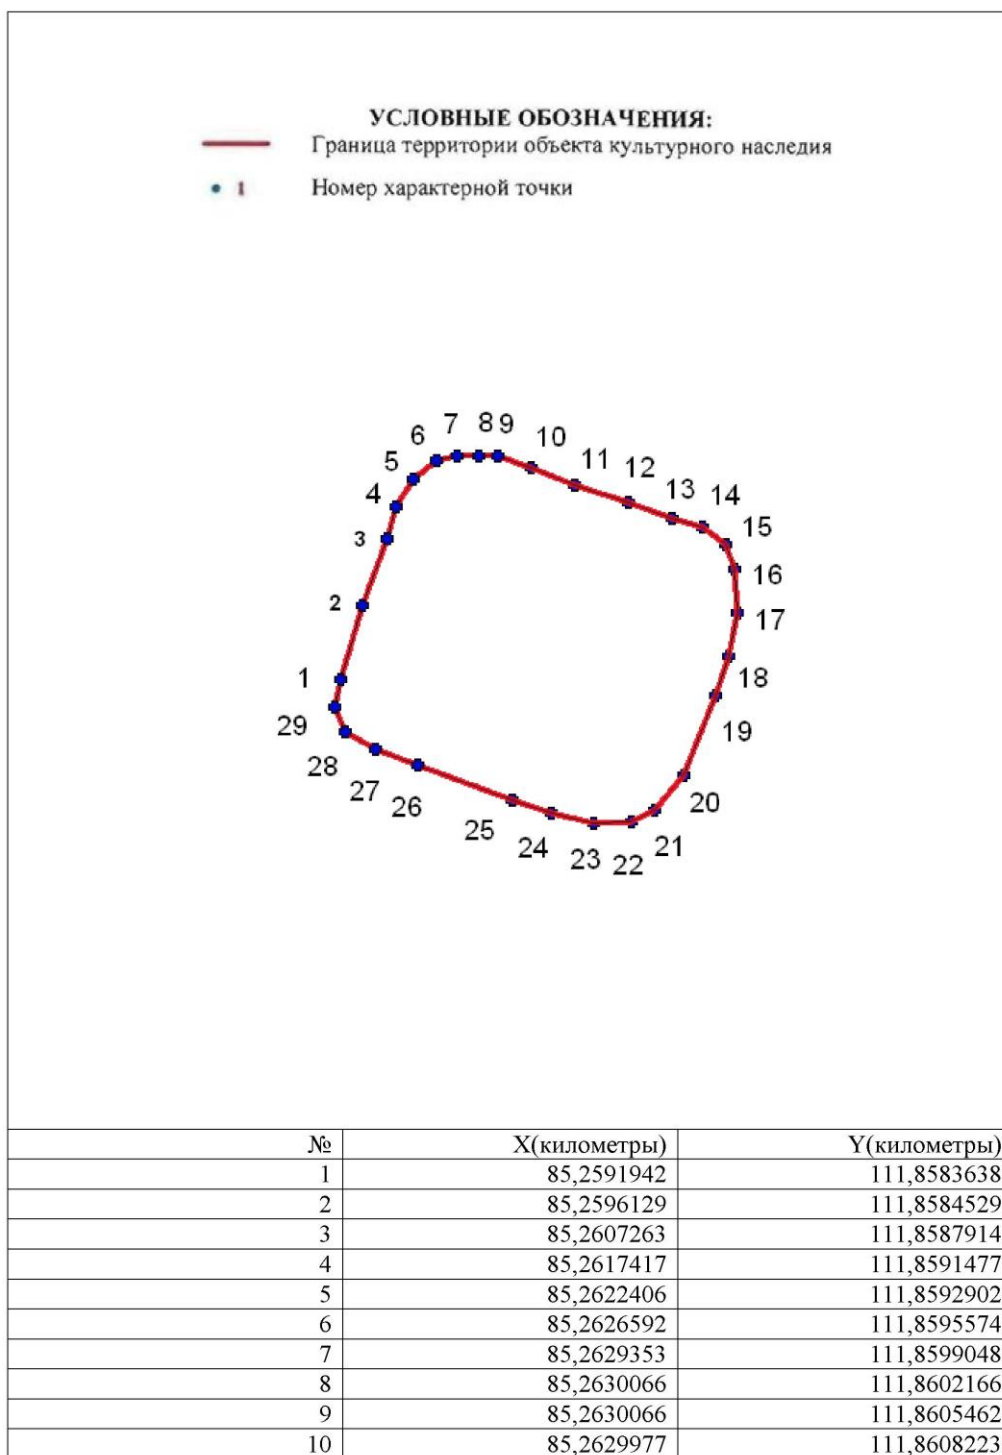 УСЛОВНЫЕ ОБОЗНАЧЕНИЯ:
Граница территории объекта культурного наследия
1 Номер характерной точки
1
2
3
4
5
6
7
8
9
10
11
12
13
14
15
16
17
18
19
20
21
22
23
24
25
26
27
28
29
№ X(километры) Y(километры)
1 85,2591942 111,8583638
2 85,2596129 111,8584529
3 85,2607263 111,8587914
4 85,2617417 111,8591477
5 85,2622406 111,8592902
6 85,2626592 111,8595574
7 85,2629353 111,8599048
8 85,2630066 111,8602166
9 85,2630066 111,8605462
10 85,2629977 111,8608223